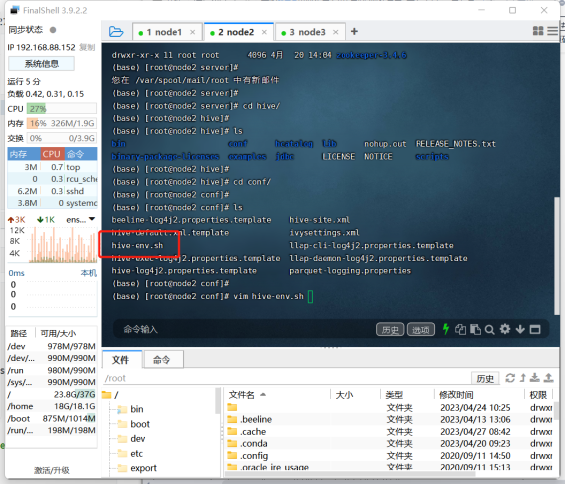 FinalShell 3.9.2.2
同步状态
IP 192.168.88.152 复制
系统信息
运行 5 分
负载 0.42, 0.31, 0.15
CPU 27%
内存 16% 326M/1.9G
交换 0% 0/3.9G
内存 CPU 命令
3M 0.7 top
0 0.3 rcu_sche
6.2M 0.3 sshd
3.8M 0 systemd
3K 1K ens...
12K
8K
4K
0ms 本机
0
0
0
路径 可用/大小
/dev 978M/978M
/dev/... 990M/990M
/run 980M/990M
/sys/... 990M/990M
/ 23.8G/37G
/home 18G/18.1G
/boot 875M/1014M
/run/... 198M/198M
激活/升级
1 node1 ×
2 node2 ×
3 node3 ×
+
drwxr-xr-x 11 root root 4096 4月 20 14:04 zookeeper-3.4.6
(base) [root@node2 server]#
您在 /var/spool/mail/root 中有新邮件
(base) [root@node2 server]#
(base) [root@node2 server]# cd hive/
(base) [root@node2 hive]#
(base) [root@node2 hive]# ls
bin conf hcatalog lib nohup.out RELEASE_NOTES.txt
binary-package-licenses examples jdbc LICENSE NOTICE scripts
(base) [root@node2 hive]#
(base) [root@node2 hive]# cd conf/
(base) [root@node2 conf]#
(base) [root@node2 conf]# ls
beeline-log4j2.properties.template hive-site.xml
hive-default.xml.template ivysettings.xml
hive-env.sh llap-cli-log4j2.properties.template
hive-exec-log4j2.properties.template llap-daemon-log4j2.properties.template
hive-log4j2.properties.template parquet-logging.properties
(base) [root@node2 conf]#
(base) [root@node2 conf]# vim hive-env.sh
命令输入 历史 选项
文件 命令
/root 历史
/
bin
boot
dev
etc
export
文件名 大小 类型 修改时间 权限
文件夹 2023/04/24 10:25 drwxr
.beeline 文件夹 2023/04/13 13:06 drwxr
.cache 文件夹 2023/04/27 08:42 drwxr
.conda 文件夹 2023/04/20 09:23 drwxr
.config 文件夹 2020/09/11 14:50 drwxr
.oracle_jre_usage 文件夹 2020/09/11 15:13 drwxr